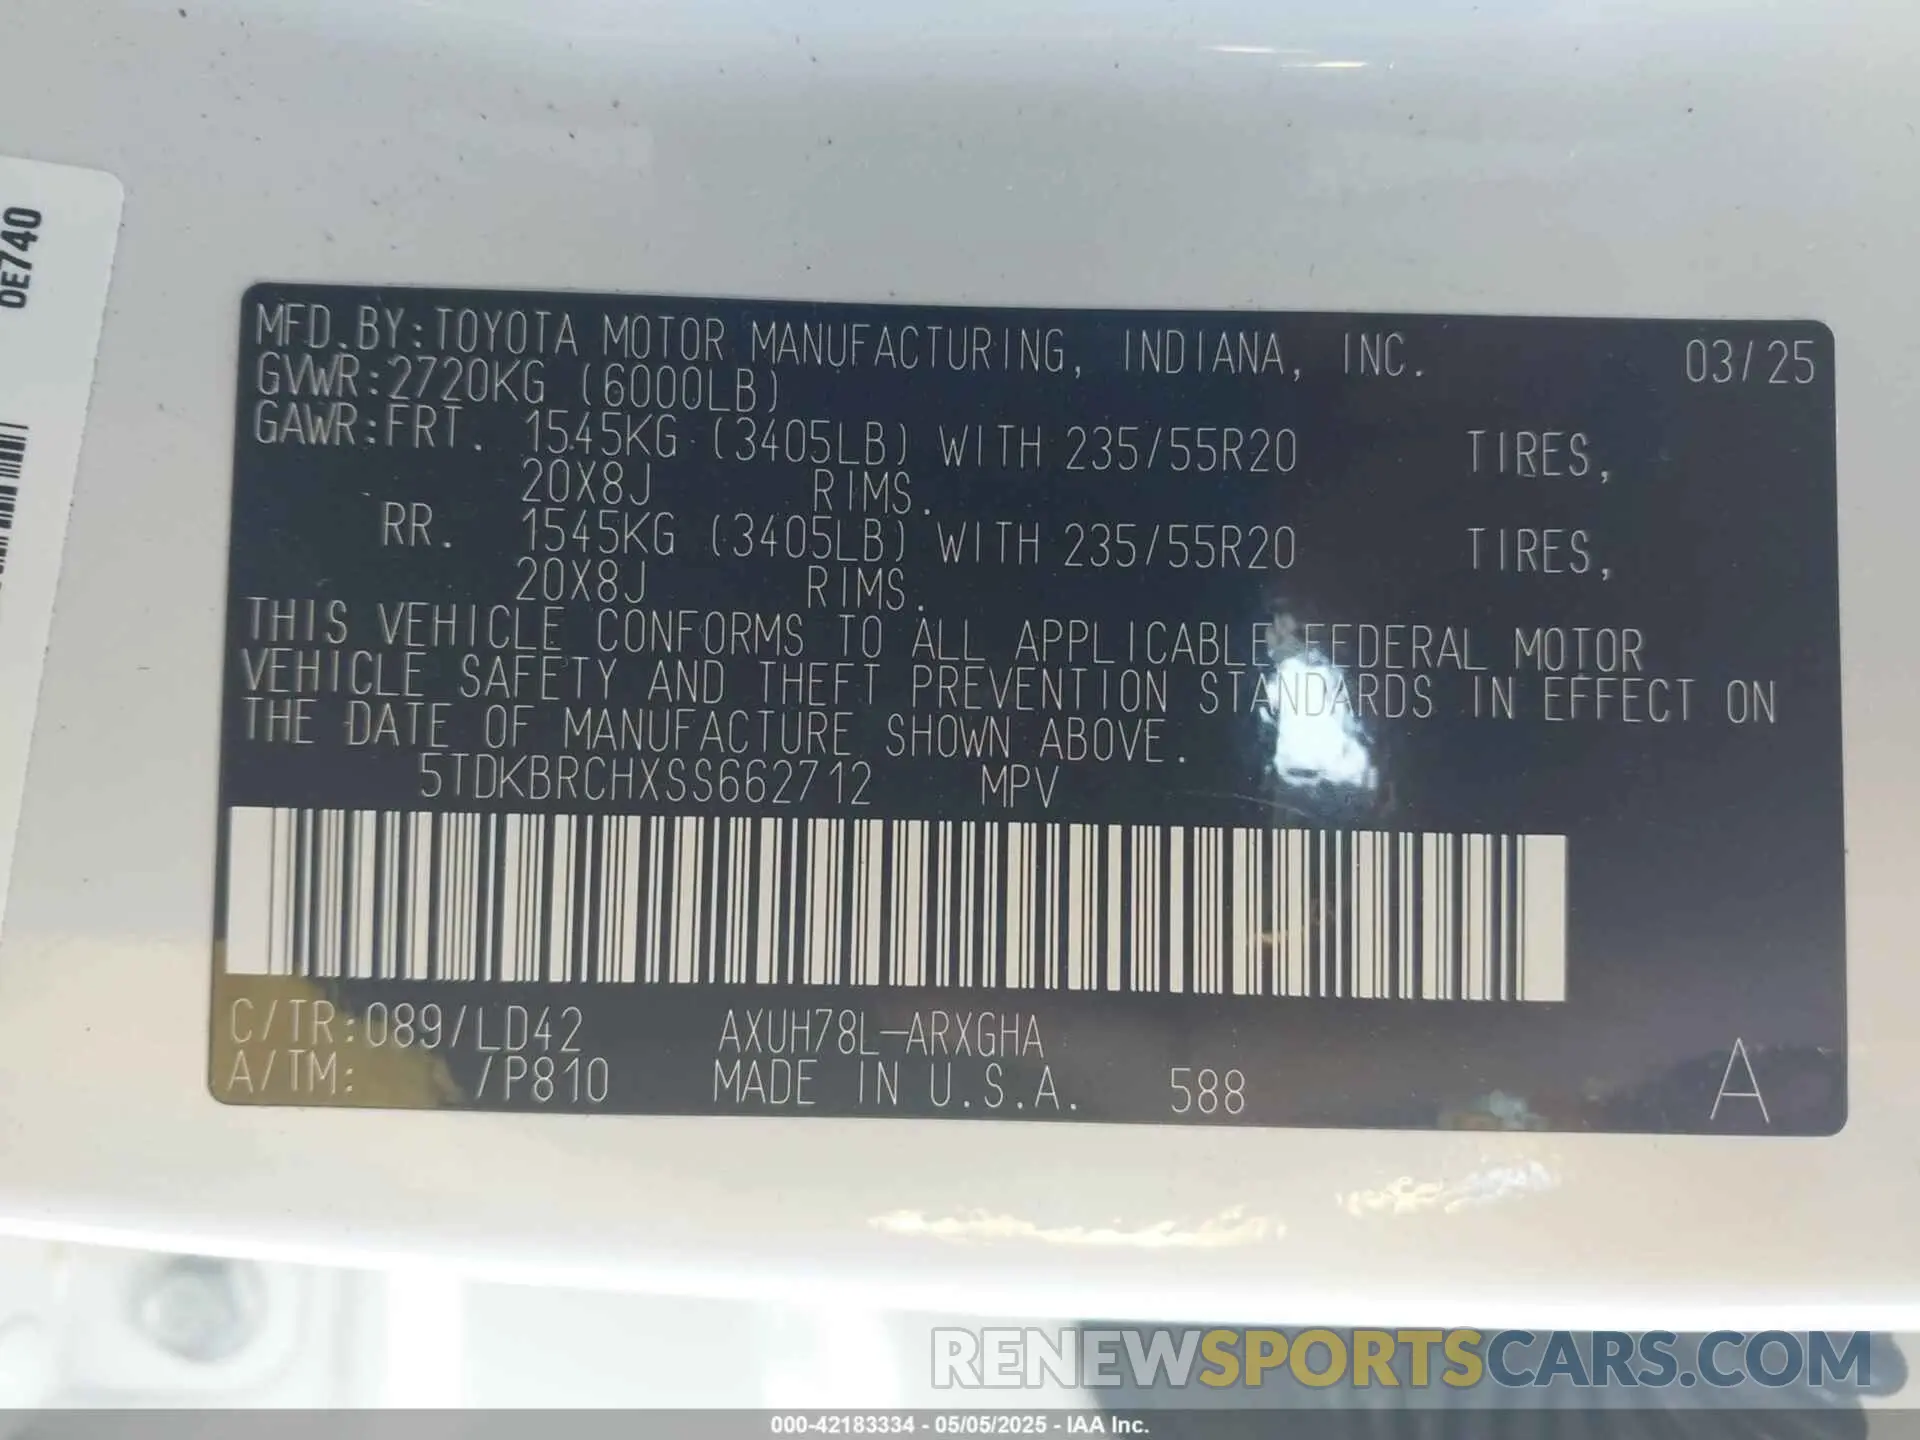 OE740
MFD.BY:TOYOTA MOTOR MANUFACTURING, INDIANA, INC. 03/25
GVWR:2720KG (6000LB)
GAWR:FRT. 1545KG (3405LB) WITH 235/55R20 TIRES,
20X8J RIMS.
RR. 1545KG (3405LB) WITH 235/55R20 TIRES,
20X8J RIMS.
THIS VEHICLE CONFORMS TO ALL APPLICABLE FEDERAL MOTOR
VEHICLE SAFETY AND THEFT PREVENTION STANDARDS IN EFFECT ON
THE DATE OF MANUFACTURE SHOWN ABOVE.
5TDKBRCHXSS662712 MPV
C/TR:089/LD42 AXUH78L-ARXGHA
A/TM: /P810 MADE IN U.S.A. 588 A
RENEWSPORTSCARS.COM
000-42183334 - 05/05/2025 - IAA Inc.